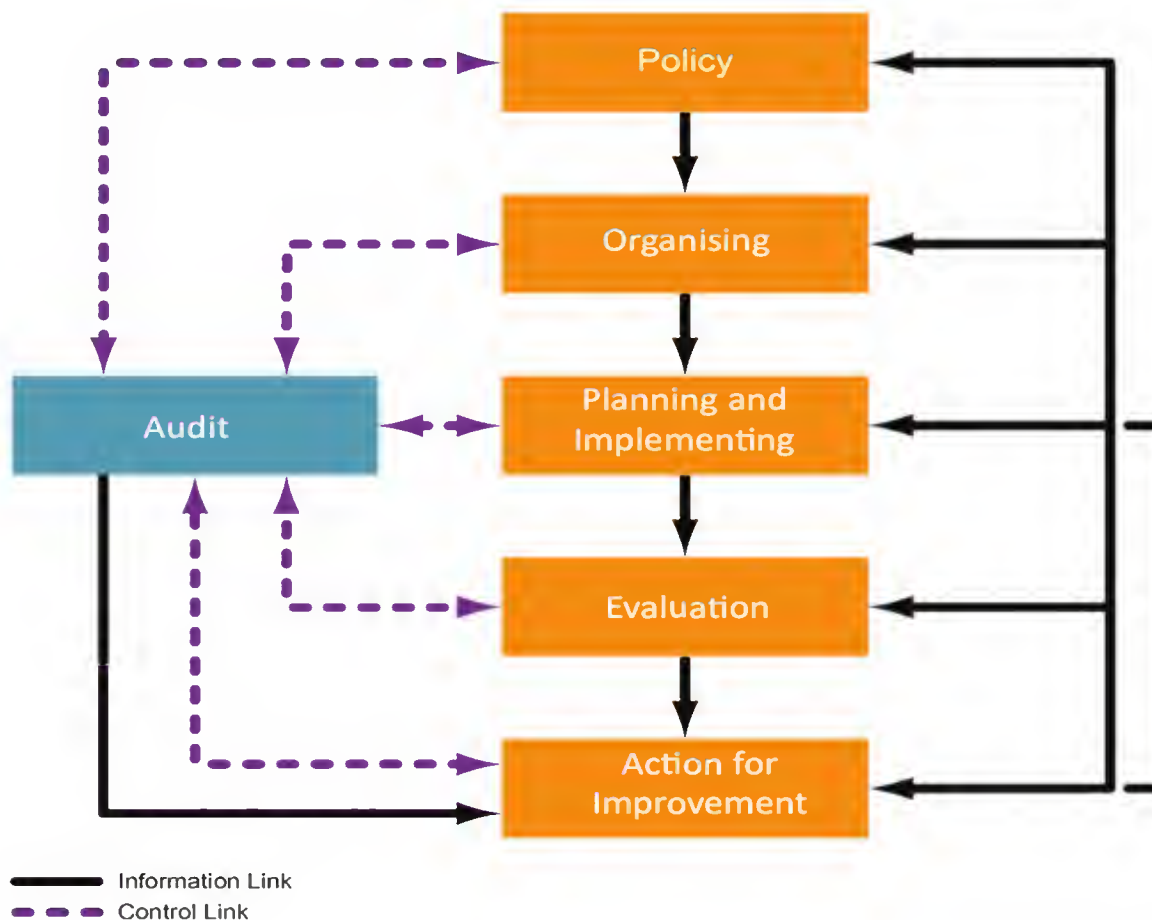 Policy
Organising
Audit
Planning and
Implementing
Evaluation
Action for
Improvement
Information Link
Control Link